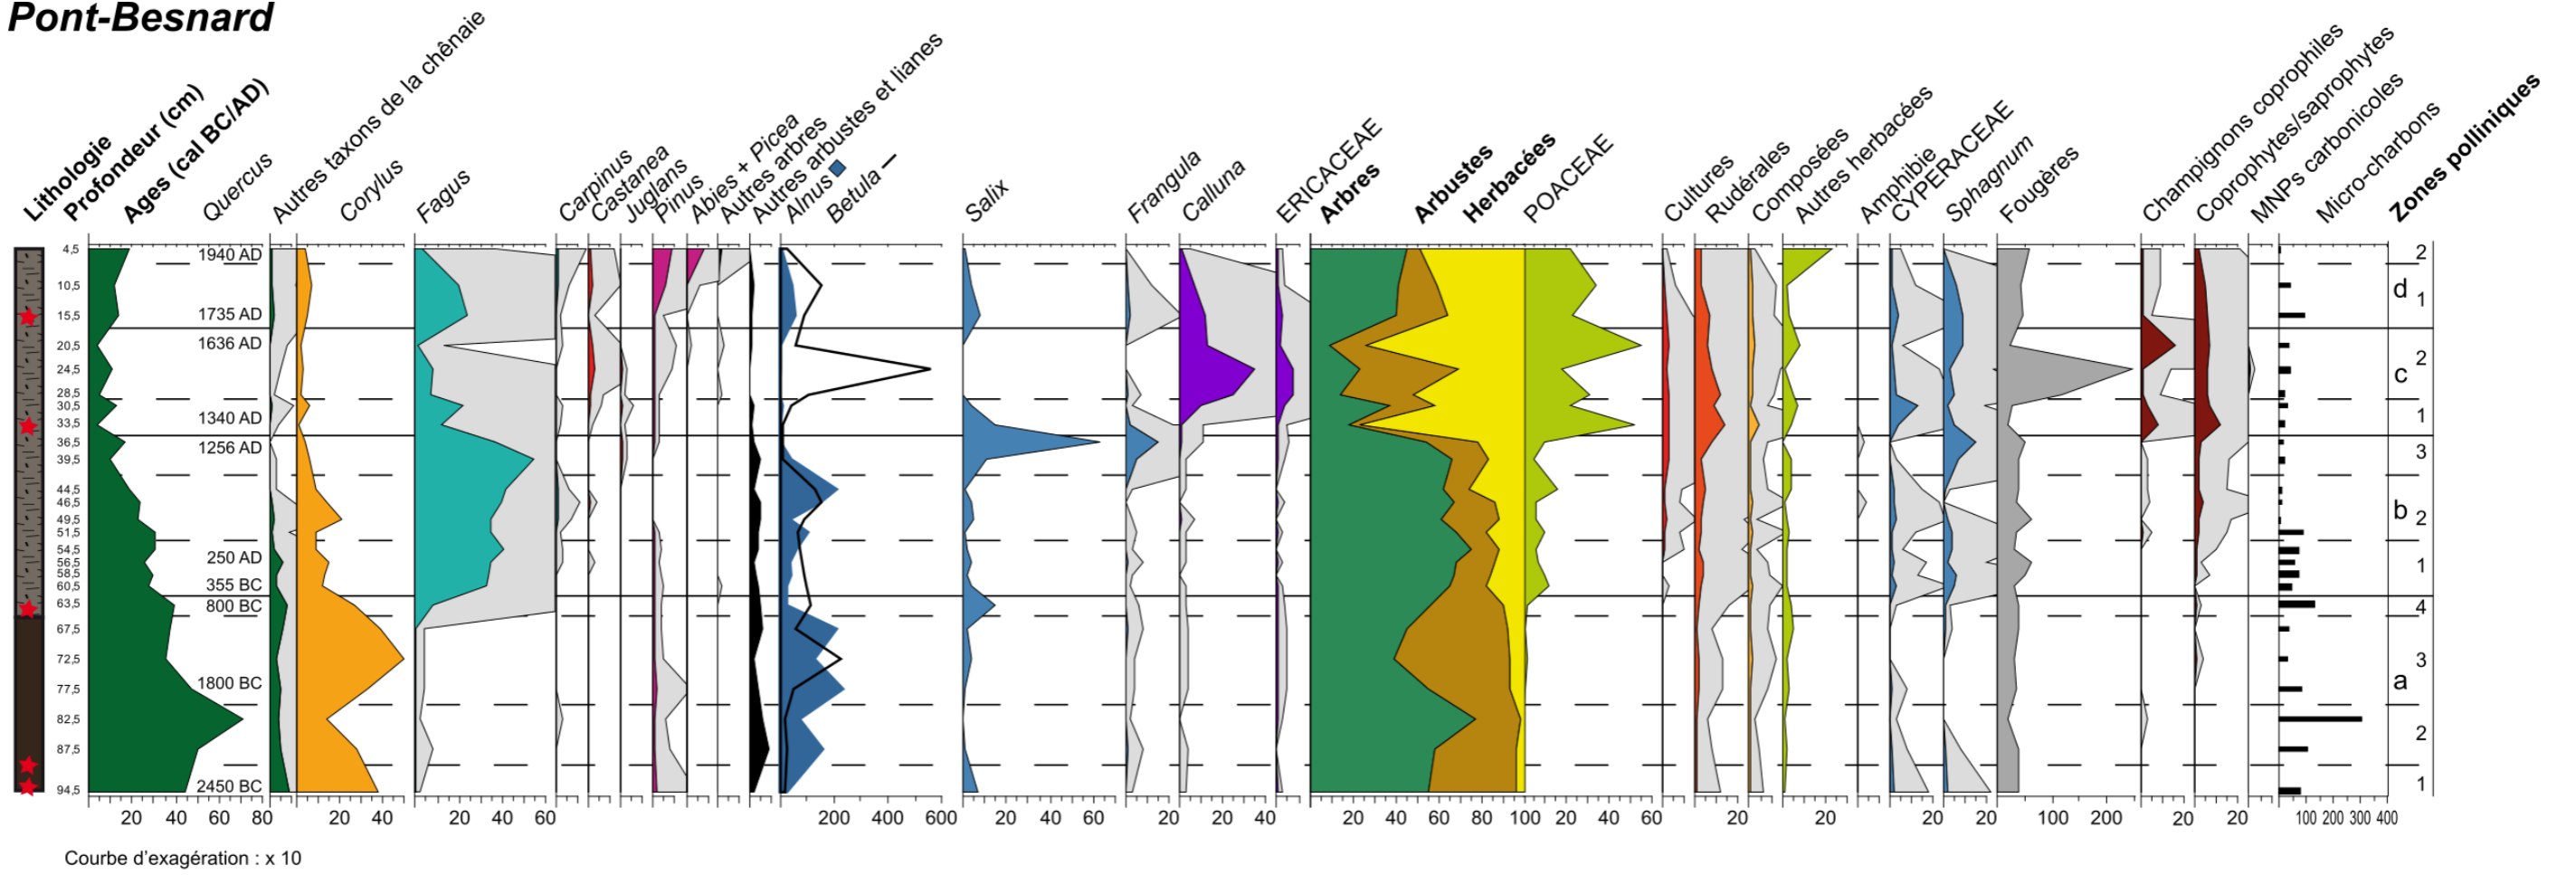 Pont-Besnard
Lithologie
Profondeur (cm)
Ages (cal BC/AD)
Quercus
Autres taxons de la chênaie
Corylus
Fagus
Carpinus
Castanea
Juglans
Pinus
Abies + Picea
Autres arbres
Autres arbustes et lianes
Alnus
Betula
Salix
Frangula
Calluna
ERICACEAE
Arbres
Arbustes
Herbacées
POACEAE
Cultures
Rudérales
Composées
Autres herbacées
Amphibie
CYPERACEAE
Sphagnum
Fougères
Champignons coprophiles
Coprophytes/saprophytes
MNPs carbonicoles
Micro-charbons
Zones polliniques
4,5 1940 AD 2
10,5 d 1
15,5 1735 AD
20,5 1636 AD 2
24,5 c
28,5
30,5 1
33,5 1340 AD
36,5
39,5 1256 AD 3
44,5
46,5 b
49,5 2
51,5
54,5 250 AD
56,5 1
58,5
60,5 355 BC
63,5 800 BC 4
67,5
72,5 3
77,5 1800 BC a
82,5 2
87,5
94,5 2450 BC 1
20 40 60 80 20 40 20 40 60 200 400 600 20 40 60 20 20 40 20 40 60 80 100 20 40 60 20 20 20 20 100 200 20 20 100 200 300 400
Courbe d'exagération : x 10